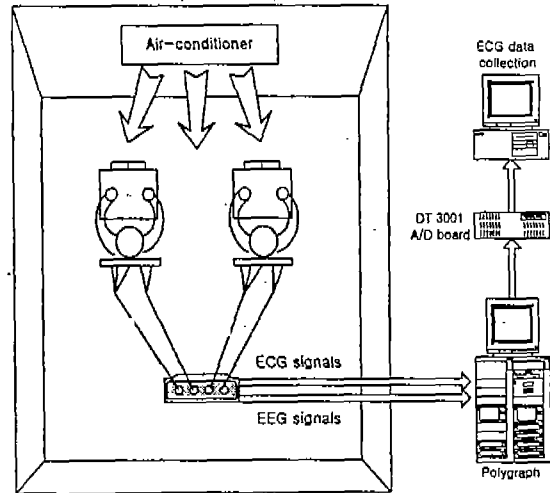 Air-conditioner
ECG data
collection
DT 3001
A/D board
ECG signals
EEG signals
Polygraph